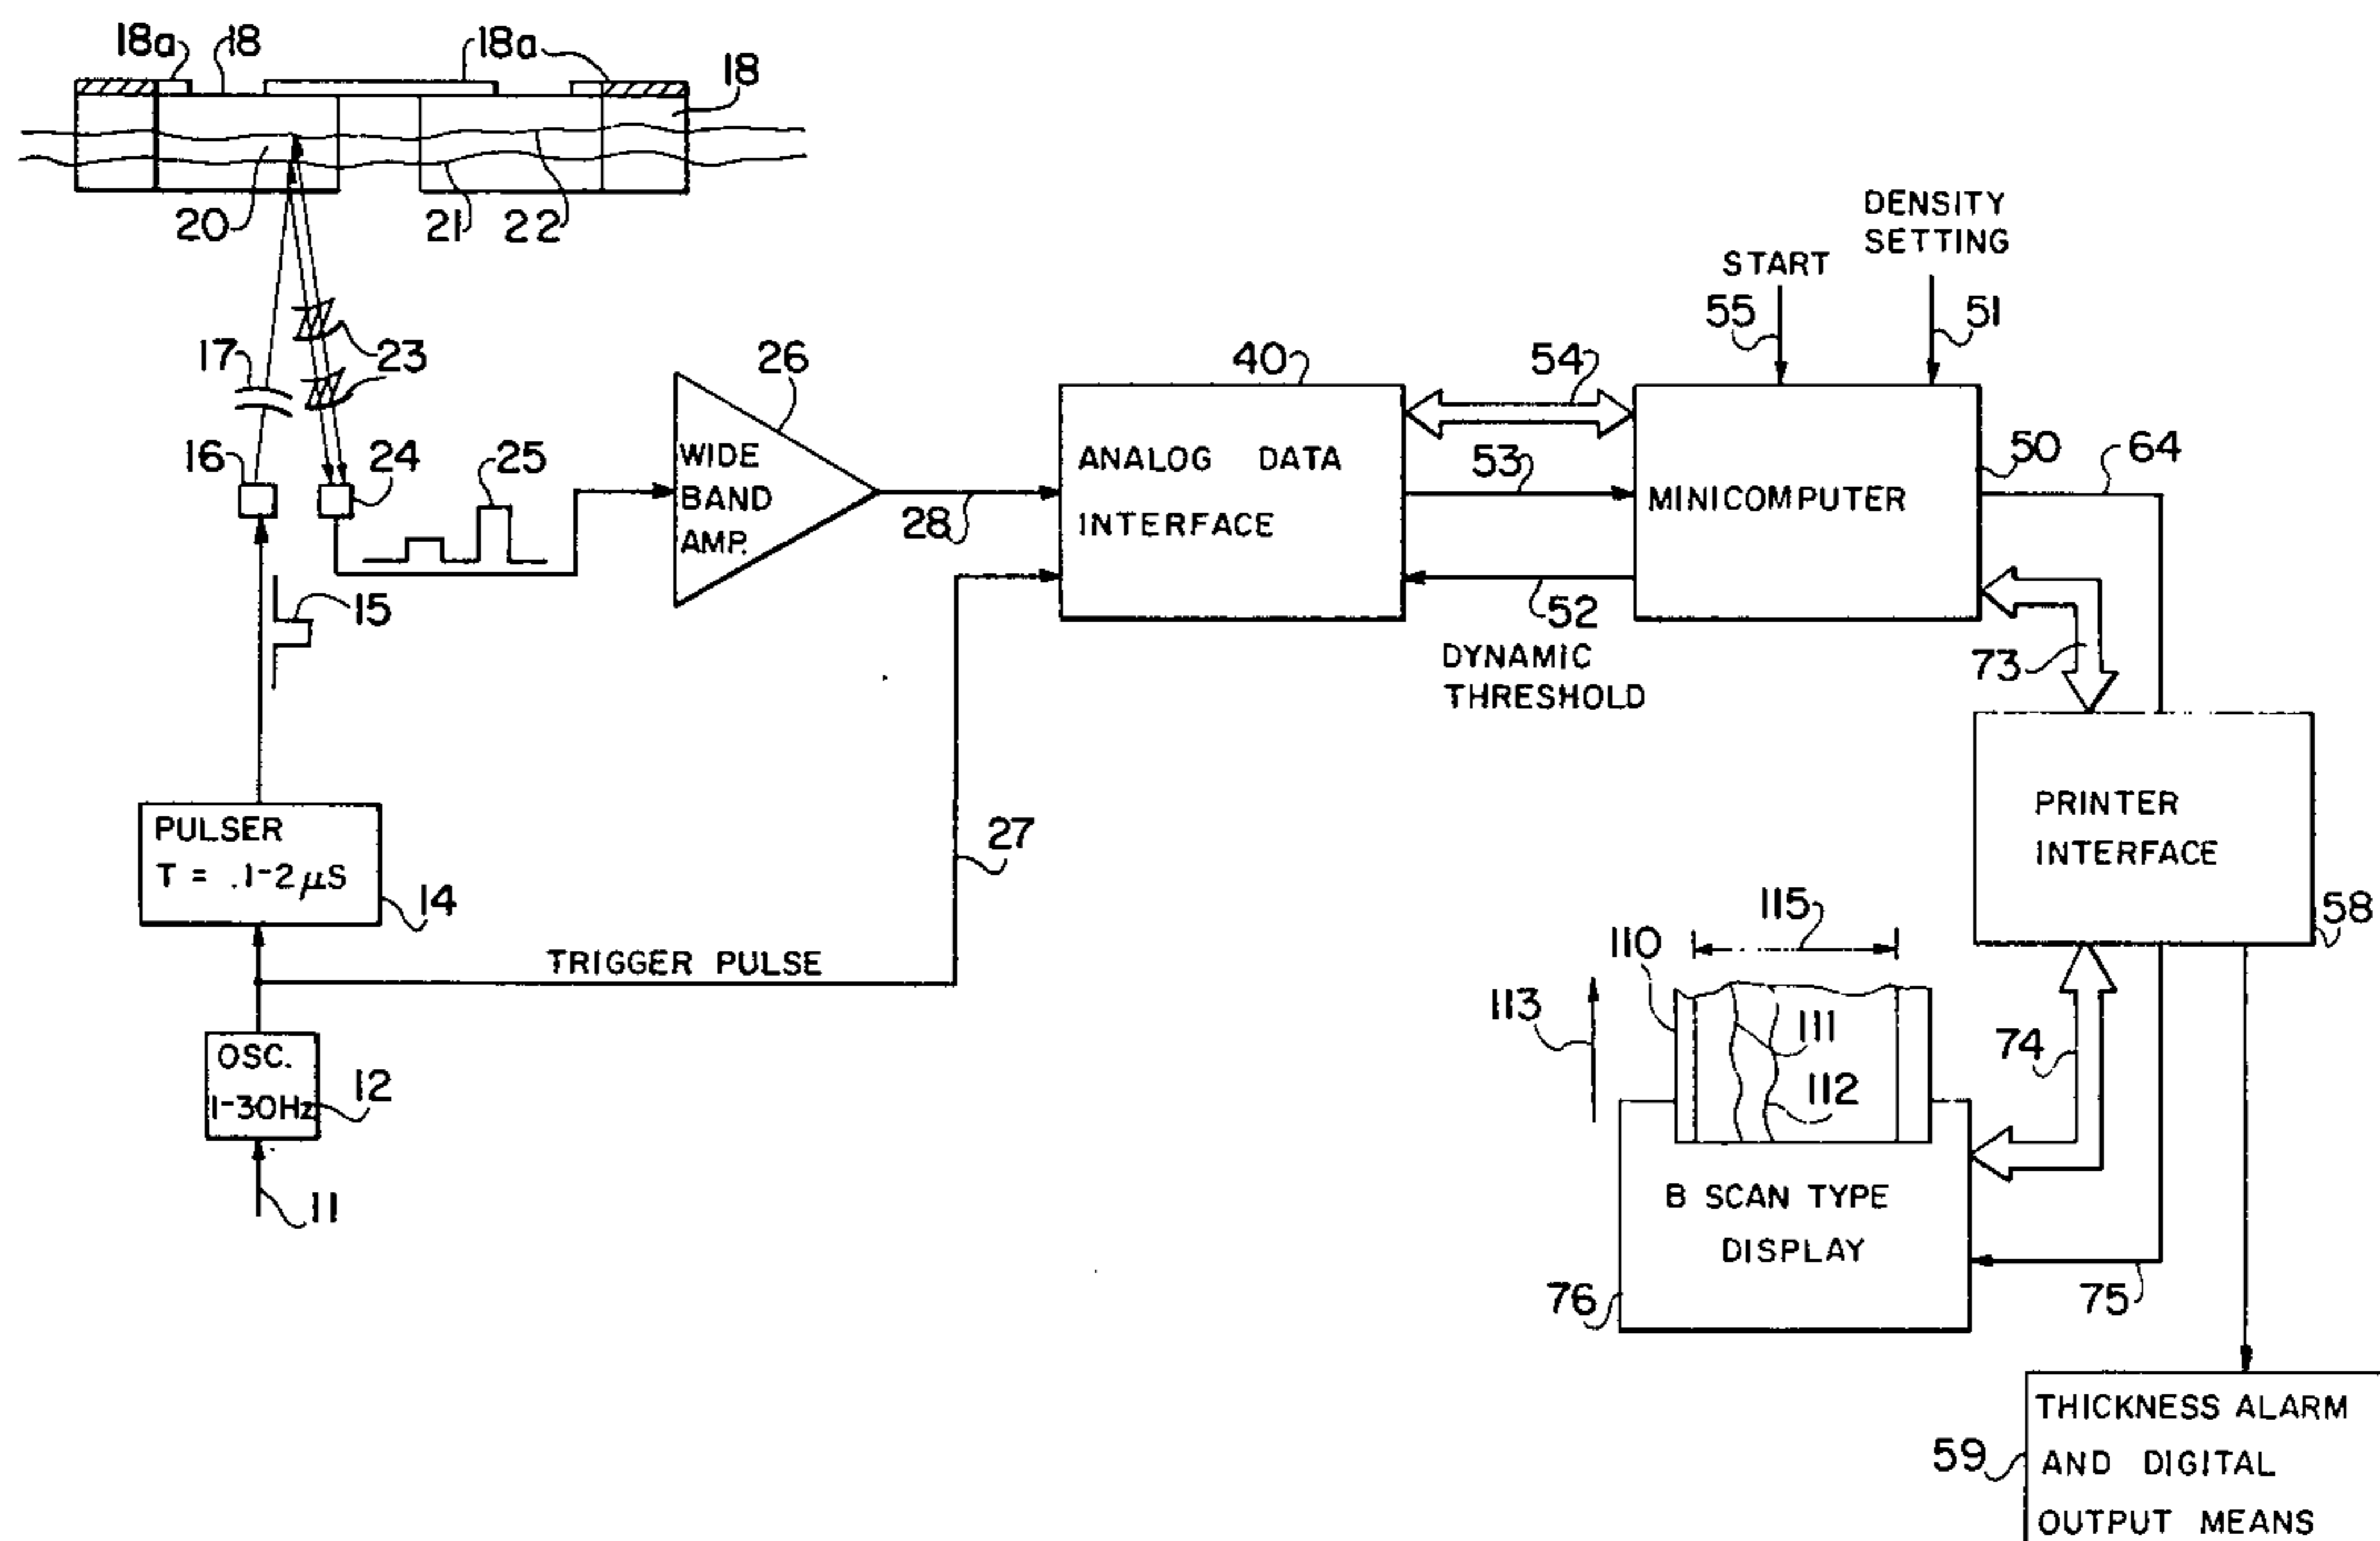 18a 18 18a 18
20 21 22
DENSITY
SETTING
START
55 51
17 23
26
40 54
16 24 25
WIDE
BAND
AMP.
28
ANALOG DATA
INTERFACE
53
MINICOMPUTER
50 64
15
52
DYNAMIC
THRESHOLD
73
PULSER
T = .1-2 μS
14
27
PRINTER
INTERFACE
58
TRIGGER PULSE
115
110
113
111
112
74
OSC.
1-30Hz
12
11
B SCAN TYPE
DISPLAY
76
75
THICKNESS ALARM
59 AND DIGITAL
OUTPUT MEANS